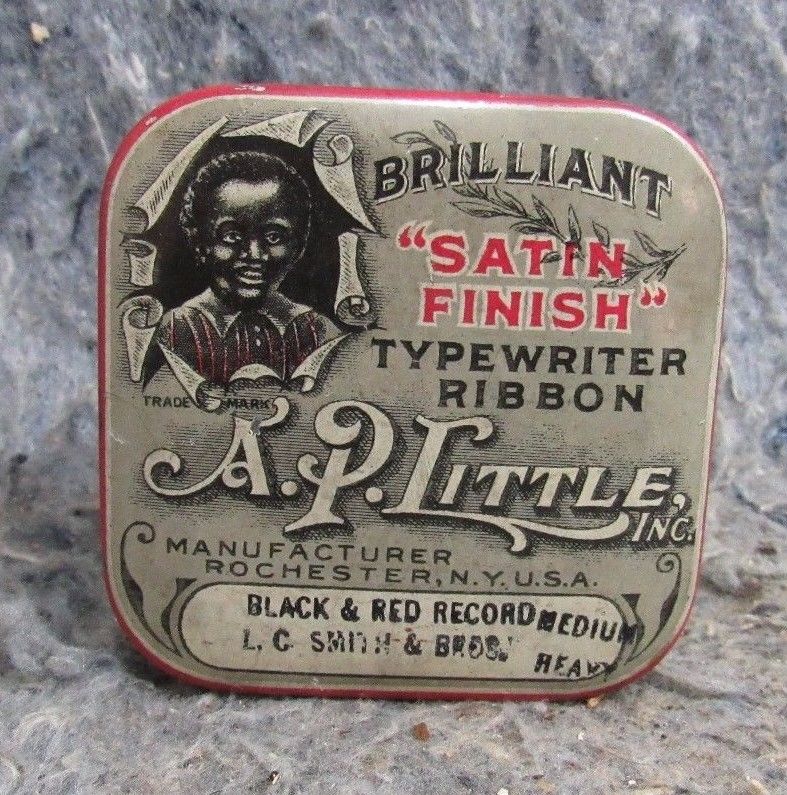 BRILLIANT
"SATIN
FINISH"
TYPEWRITER
RIBBON
TRADE MARK
A.P. LITTLE, INC.
MANUFACTURER
ROCHESTER, N.Y. U.S.A.
BLACK & RED RECORD MEDIUM
L. C. SMITH & BROS. HEAVY